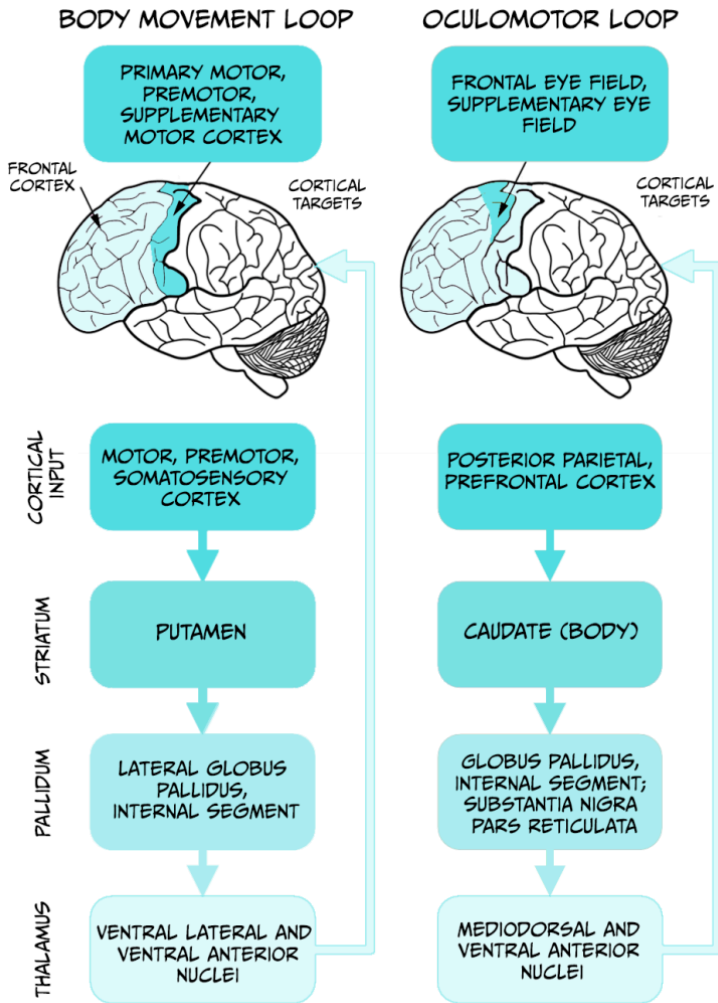 BODY MOVEMENT LOOP
PRIMARY MOTOR,
PREMOTOR,
SUPPLEMENTARY
MOTOR CORTEX
FRONTAL
CORTEX
CORTICAL
TARGETS
CORTICAL
INPUT
MOTOR, PREMOTOR,
SOMATOSENSORY
CORTEX
STRIATUM
PUTAMEN
PALLIDUM
LATERAL GLOBUS
PALLIDUS,
INTERNAL SEGMENT
THALAMUS
VENTRAL LATERAL AND
VENTRAL ANTERIOR
NUCLEI
OCULOMOTOR LOOP
FRONTAL EYE FIELD,
SUPPLEMENTARY EYE
FIELD
CORTICAL
TARGETS
POSTERIOR PARIETAL,
PREFRONTAL CORTEX
CAUDATE (BODY)
GLOBUS PALLIDUS,
INTERNAL SEGMENT;
SUBSTANTIA NIGRA
PARS RETICULATA
MEDIODORSAL AND
VENTRAL ANTERIOR
NUCLEI